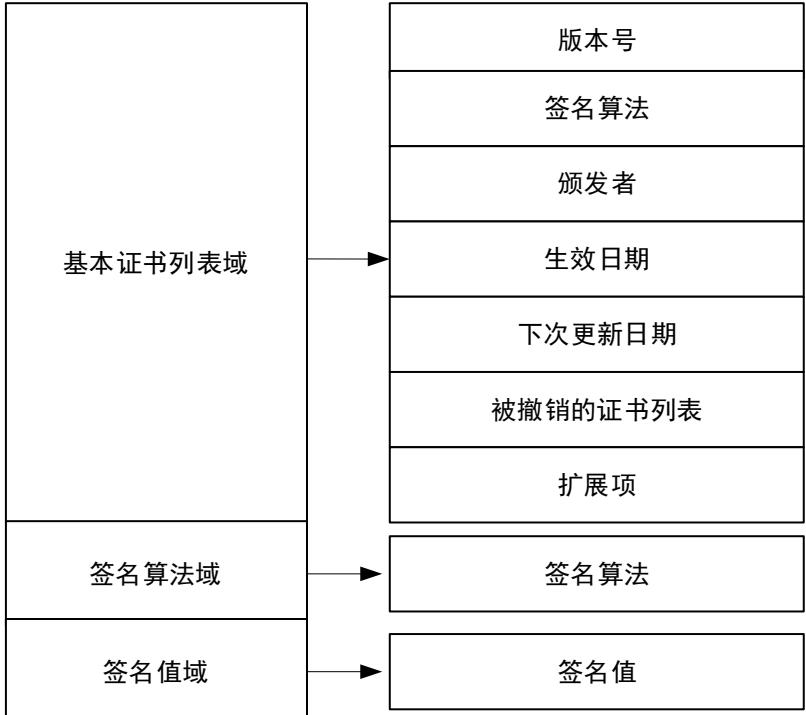 基本证书列表域
版本号
签名算法
颁发者
生效日期
下次更新日期
被撤销的证书列表
扩展项
签名算法域
签名算法
签名值域
签名值